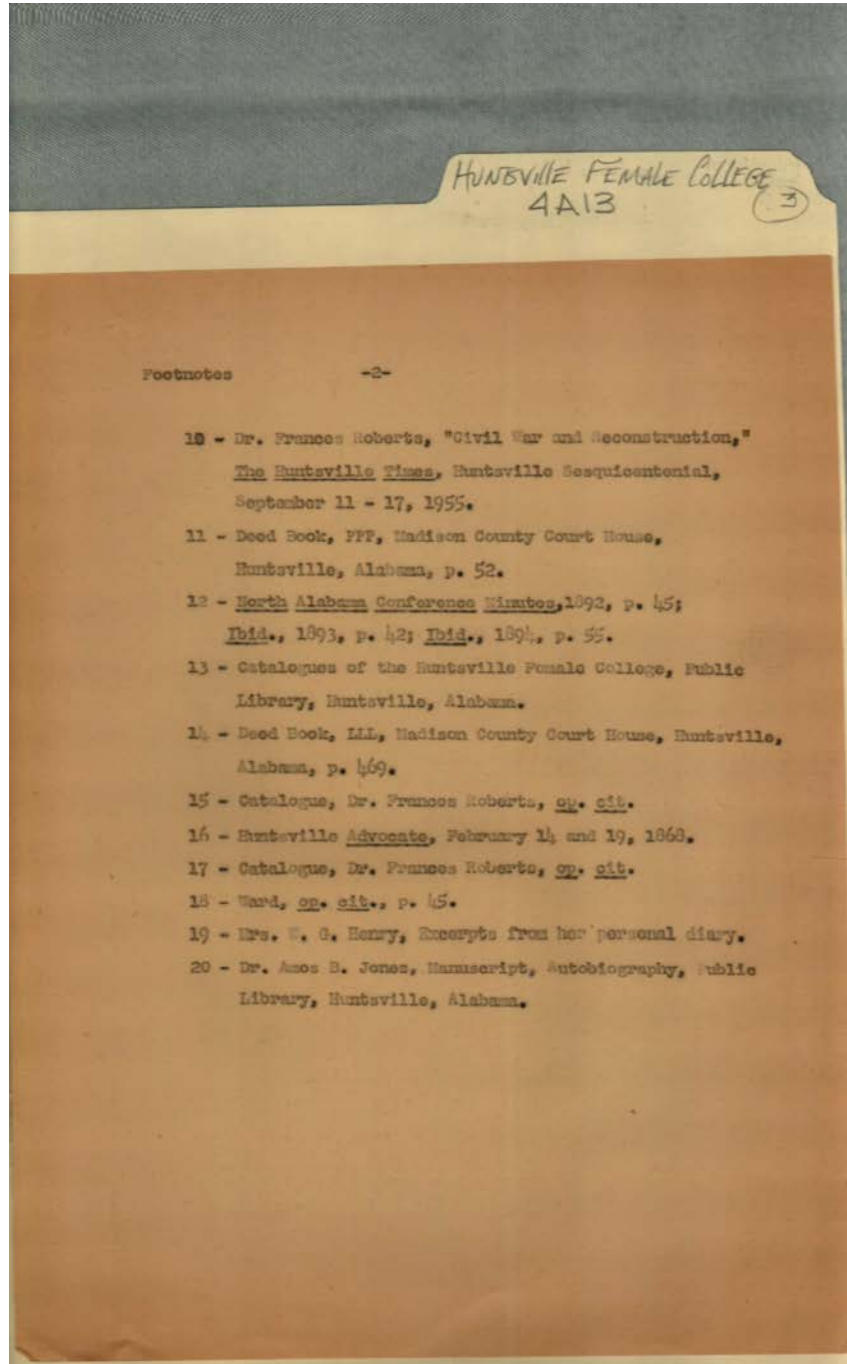 HUNSVILLE FEMALE COLLEGE
4A13
3
Footnotes -2-
10 - Dr. Frances Roberts, "Civil War and Reconstruction,"
The Huntsville Times, Huntsville Sesquicentenial,
September 11 - 17, 1955.
11 - Deed Book, PPP, Madison County Court House,
Huntsville, Alabama, p. 52.
12 - North Alabama Conference Minutes,1892, p. 45;
Ibid., 1893, p. 42; Ibid., 1894, p. 55.
13 - Catalogues of the Huntsville Female College, Public
Library, Huntsville, Alabama.
14 - Deed Book, LLL, Madison County Court House, Huntsville,
Alabama, p. 469.
15 - Catalogue, Dr. Frances Roberts, op. cit.
16 - Huntsville Advocate, February 14 and 19, 1868.
17 - Catalogue, Dr. Frances Roberts, op. cit.
18 - Ward, op. cit., p. 45.
19 - Mrs. W. G. Henry, Excerpts from her personal diary.
20 - Dr. Amos B. Jones, Manuscript, Autobiography, Public
Library, Huntsville, Alabama.